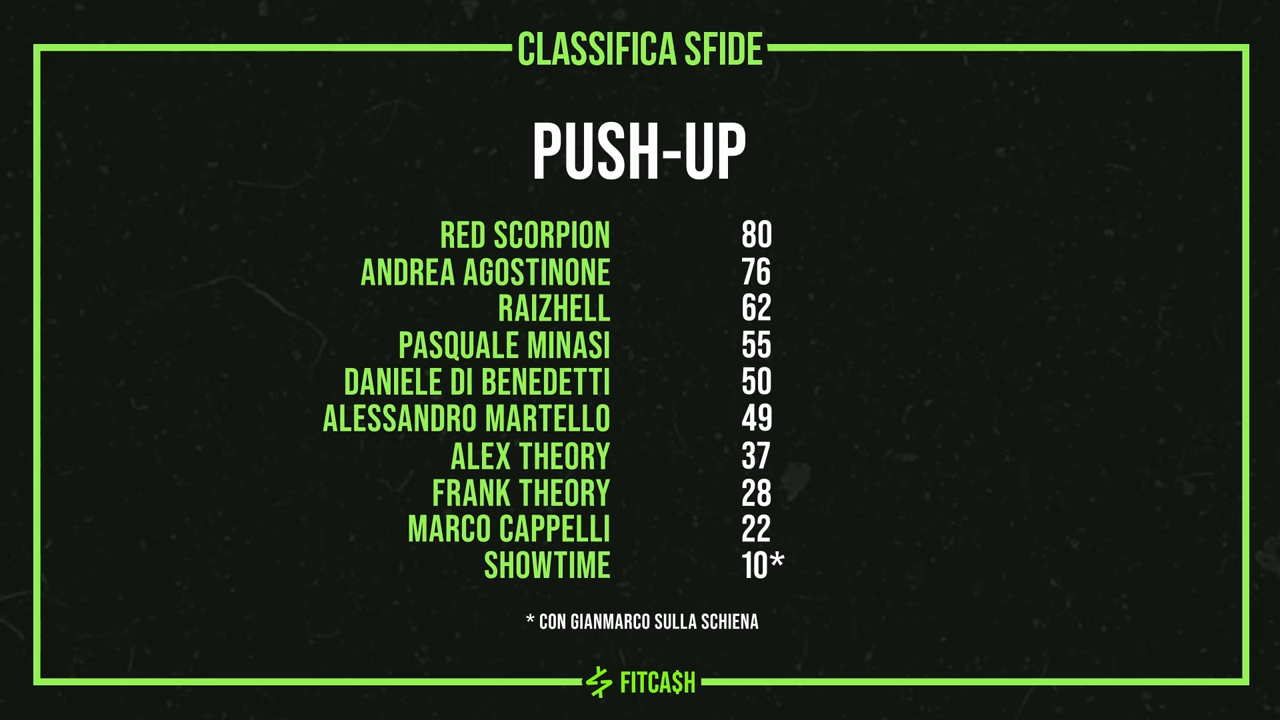 CLASSIFICA SFIDE
PUSH-UP
RED SCORPION 80
ANDREA AGOSTINONE 76
RAIZHELL 62
PASQUALE MINASI 55
DANIELE DI BENEDETTI 50
ALESSANDRO MARTELLO 49
ALEX THEORY 37
FRANK THEORY 28
MARCO CAPPELLI 22
SHOWTIME 10*
* CON GIANMARCO SULLA SCHIENA
FITCA$H